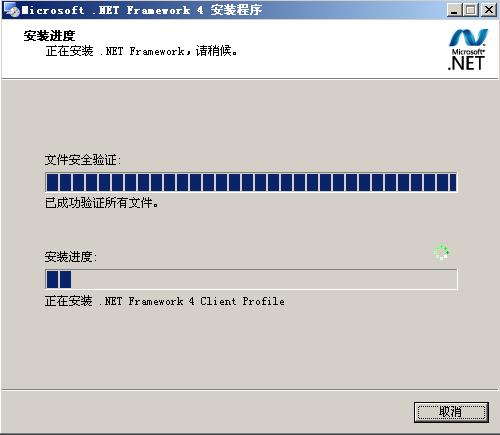 Microsoft .NET Framework 4 安装程序
安装进度
正在安装 .NET Framework,请稍候。
Microsoft®
.NET
文件安全验证:
已成功验证所有文件。
安装进度:
正在安装 .NET Framework 4 Client Profile
取消